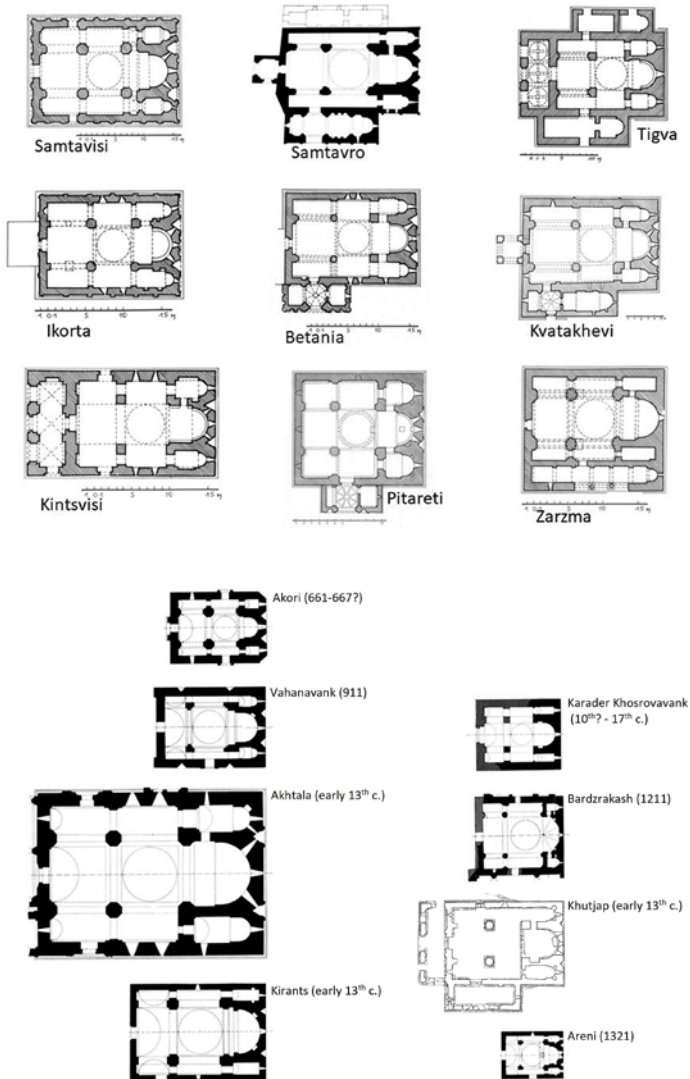 Samtavisi
Samtavro
Tigva
Ikorta
Betania
Kvatakhevi
Kintsvisi
Pitareti
Zarzma
Akori (661-667?)
Vahanavank (911)
Karader Khosrovavank
(10th? - 17th c.)
Akhtala (early 13th c.)
Bardzrakash (1211)
Khutjap (early 13th c.)
Kirants (early 13th c.)
Areni (1321)